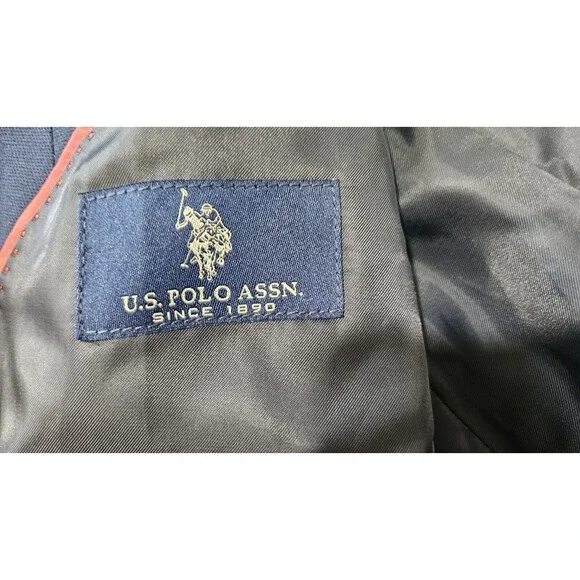 U.S. POLO ASSN.
SINCE 1890